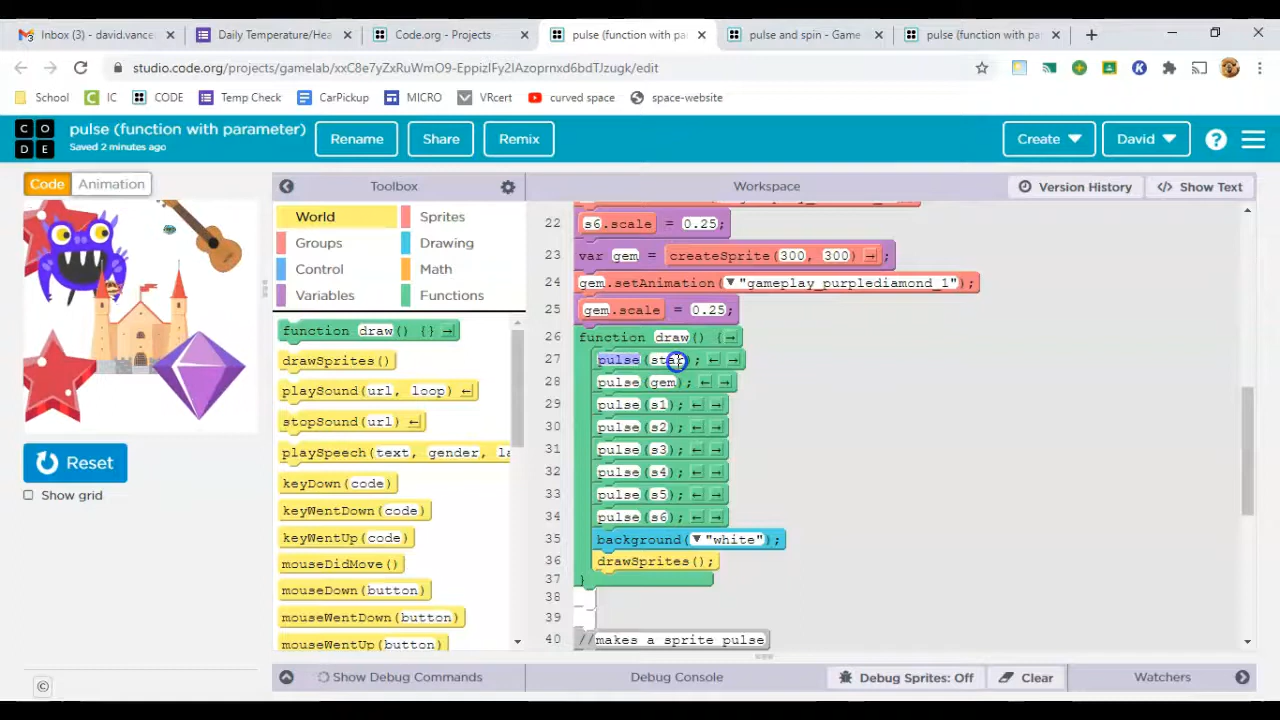 Inbox (3) - david.vance
Daily Temperature/Hea
Code.org - Projects
pulse (function with par
pulse and spin - Game
pulse (function with par
studio.code.org/projects/gamelab/xxC8e7yZxRuWmO9-EppizIFy2IAzoprnxd6bdTJzugk/edit
School
IC
CODE
Temp Check
CarPickup
MICRO
VRcert
curved space
space-website
CODE
pulse (function with parameter)
Saved 2 minutes ago
Rename
Share
Remix
Create
David
?
Code
Animation
Toolbox
Workspace
Version History
</> Show Text
World
Sprites
Groups
Drawing
Control
Math
Variables
Functions
function draw() {}
drawSprites()
playSound(url, loop)
stopSound(url)
playSpeech(text, gender, la
keyDown(code)
keyWentDown(code)
keyWentUp(code)
mouseDidMove()
mouseDown(button)
mouseWentDown(button)
mouseWentUp(button)
22 s6.scale = 0.25;
23 var gem = createSprite(300, 300);
24 gem.setAnimation("gameplay_purplediamond_1");
25 gem.scale = 0.25;
26 function draw() {
27 pulse(star);
28 pulse(gem);
29 pulse(s1);
30 pulse(s2);
31 pulse(s3);
32 pulse(s4);
33 pulse(s5);
34 pulse(s6);
35 background("white");
36 drawSprites();
37 }
38
39
40 //makes a sprite pulse
Reset
Show grid
©
Show Debug Commands
Debug Console
Debug Sprites: Off
Clear
Watchers